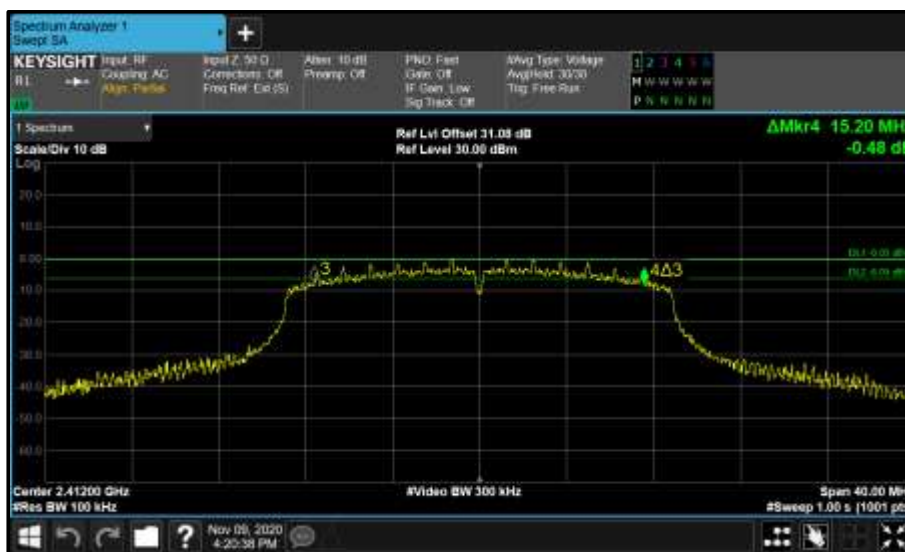 Spectrum Analyzer 1
Swept SA
+
KEYSIGHT
R1
Input: RF
Coupling: AC
Align: Partial
Input Z: 50 Ω
Corrections: Off
Freq Ref: Ext (S)
Atten: 10 dB
Preamp: Off
PNO: Fast
Gate: Off
IF Gain: Low
Sig Track: Off
#Avg Type: Voltage
Avg|Hold: 30/30
Trig: Free Run
1 2 3 4 5 6
M W W W W W
P N N N N N
1 Spectrum
Scale/Div 10 dB
Log
Ref Lvl Offset 31.08 dB
Ref Level 30.00 dBm
ΔMkr4 15.20 MH
-0.48 d
20.0
10.0
0.00
3
4Δ3
-10.0
-20.0
-30.0
-40.0
-50.0
-60.0
Center 2.41200 GHz
#Res BW 100 kHz
#Video BW 300 kHz
Span 40.00 MH
#Sweep 1.00 s (1001 pt
?
Nov 09, 2020
4:20:38 PM